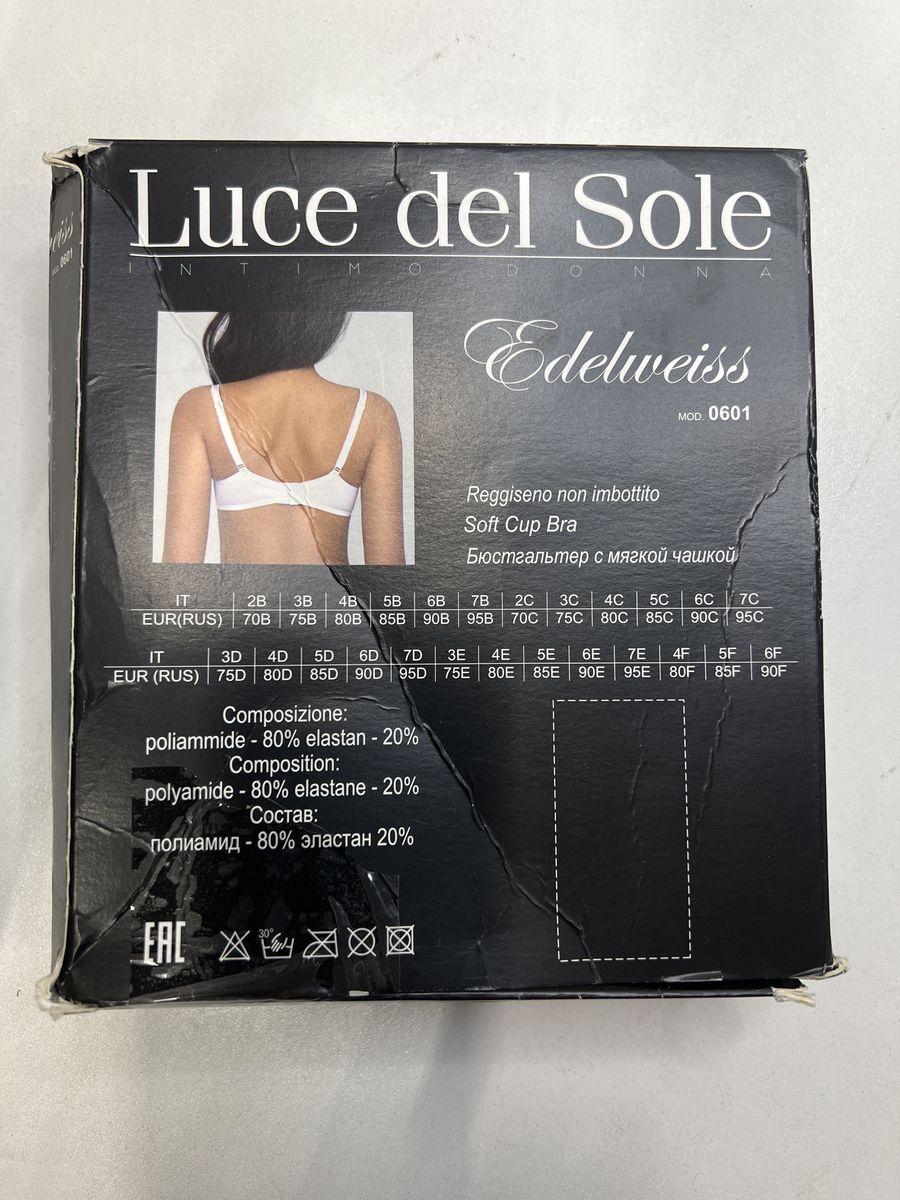 Luce del Sole
INTIMO DONNA
Edelweiss
MOD. 0601
MOD. 0601
Reggiseno non imbottito
Soft Cup Bra
Бюстгальтер с мягкой чашкой
IT 2B 3B 4B 5B 6B 7B 2C 3C 4C 5C 6C 7C
EUR(RUS) 70B 75B 80B 85B 90B 95B 70C 75C 80C 85C 90C 95C
IT 3D 4D 5D 6D 7D 3E 4E 5E 6E 7E 4F 5F 6F
EUR (RUS) 75D 80D 85D 90D 95D 75E 80E 85E 90E 95E 80F 85F 90F
Composizione:
poliammide - 80% elastan - 20%
Composition:
polyamide - 80% elastane - 20%
Состав:
полиамид - 80% эластан 20%
EAC
30°